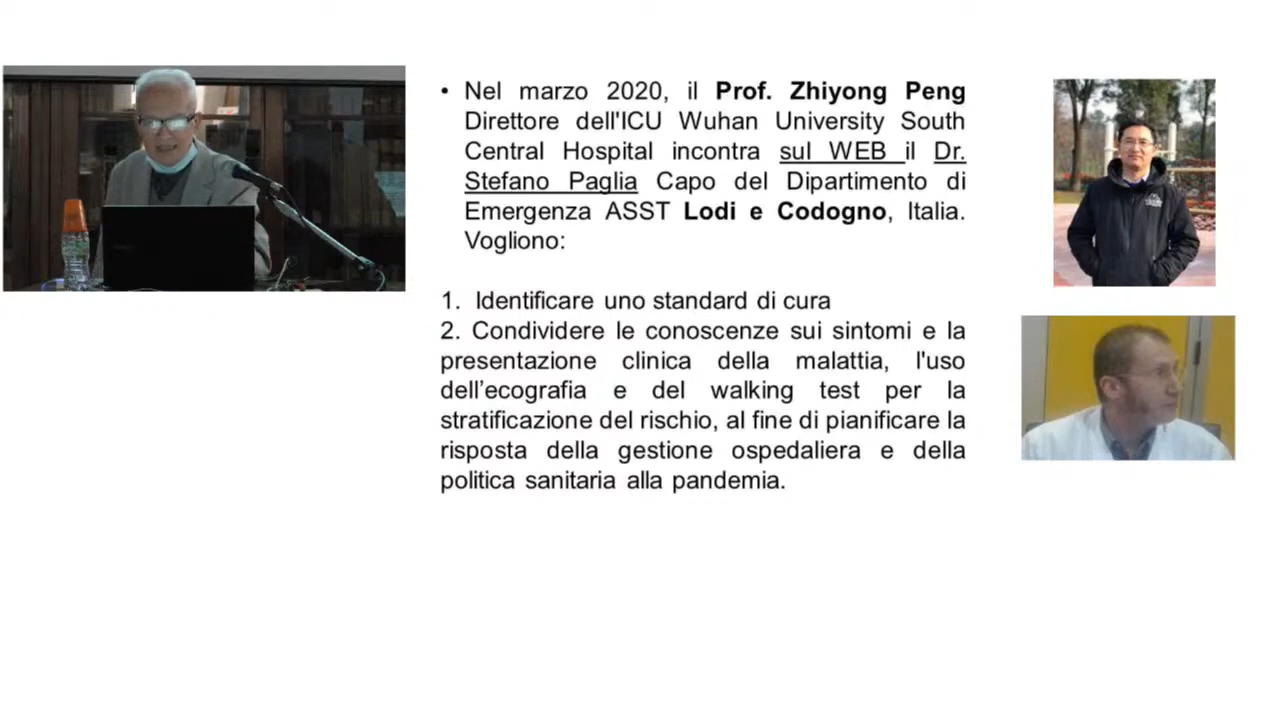 • Nel marzo 2020, il Prof. Zhiyong Peng
Direttore dell'ICU Wuhan University South
Central Hospital incontra sul WEB il Dr.
Stefano Paglia Capo del Dipartimento di
Emergenza ASST Lodi e Codogno, Italia.
Vogliono:
1. Identificare uno standard di cura
2. Condividere le conoscenze sui sintomi e la
presentazione clinica della malattia, l'uso
dell’ecografia e del walking test per la
stratificazione del rischio, al fine di pianificare la
risposta della gestione ospedaliera e della
politica sanitaria alla pandemia.